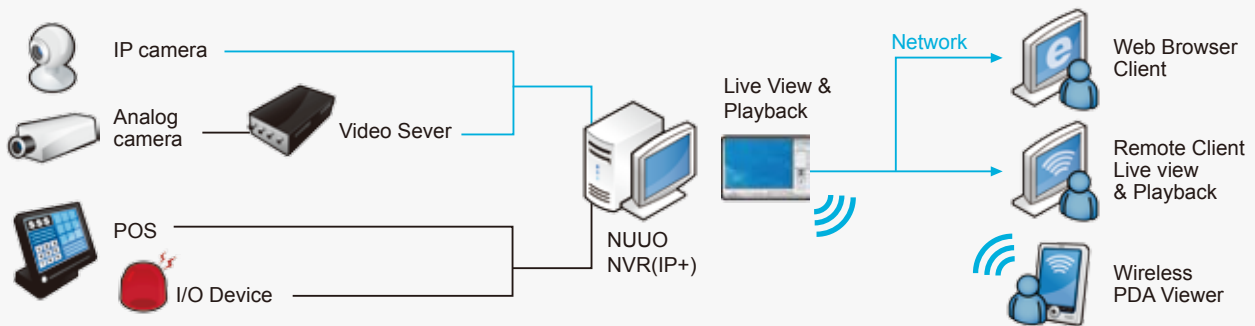 IP camera
Analog
camera
Video Sever
POS
I/O Device
NUUO
NVR(IP+)
Live View &
Playback
Network
Web Browser
Client
Remote Client
Live view
& Playback
Wireless
PDA Viewer